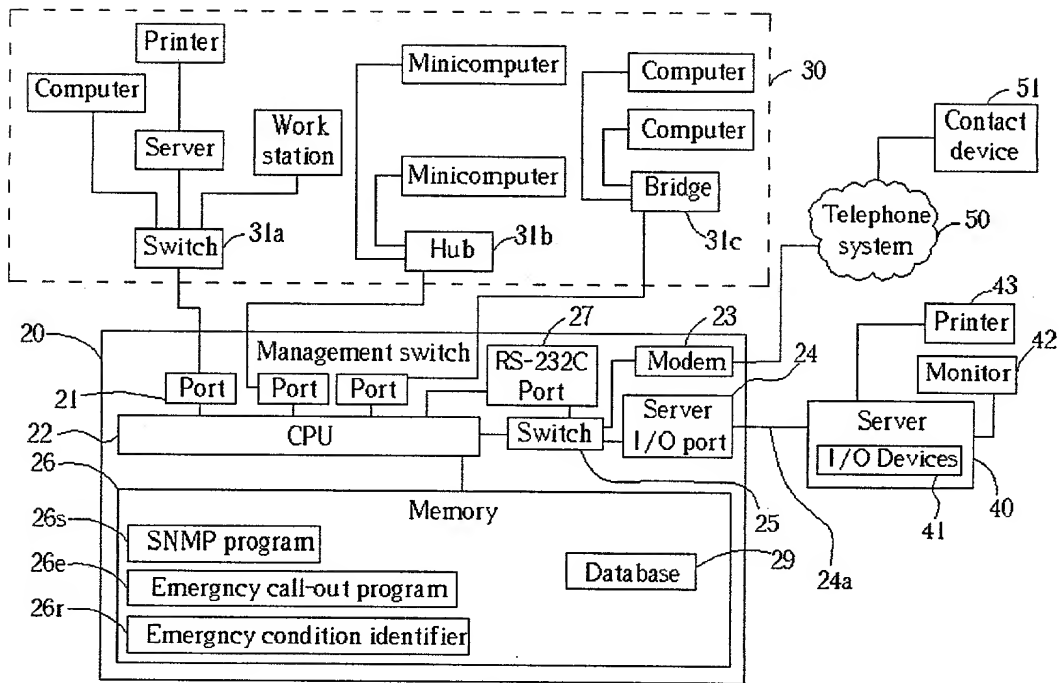 Printer
Minicomputer
Computer
30
Computer
51
Contact
device
Work
station
Computer
Server
Minicomputer
Bridge
Telephone
system
50
Switch
31a
Hub
31b
31c
43
20
Management switch
27
23
Printer
42
RS-232C
Port
Modem
24
Monitor
21
Port
Port
Port
Server
I/O port
Server
22
CPU
Switch
I/O Devices
26
Memory
25
41
40
26s
SNMP program
29
24a
26e
Emergncy call-out program
Database
26r
Emergncy condition identifier